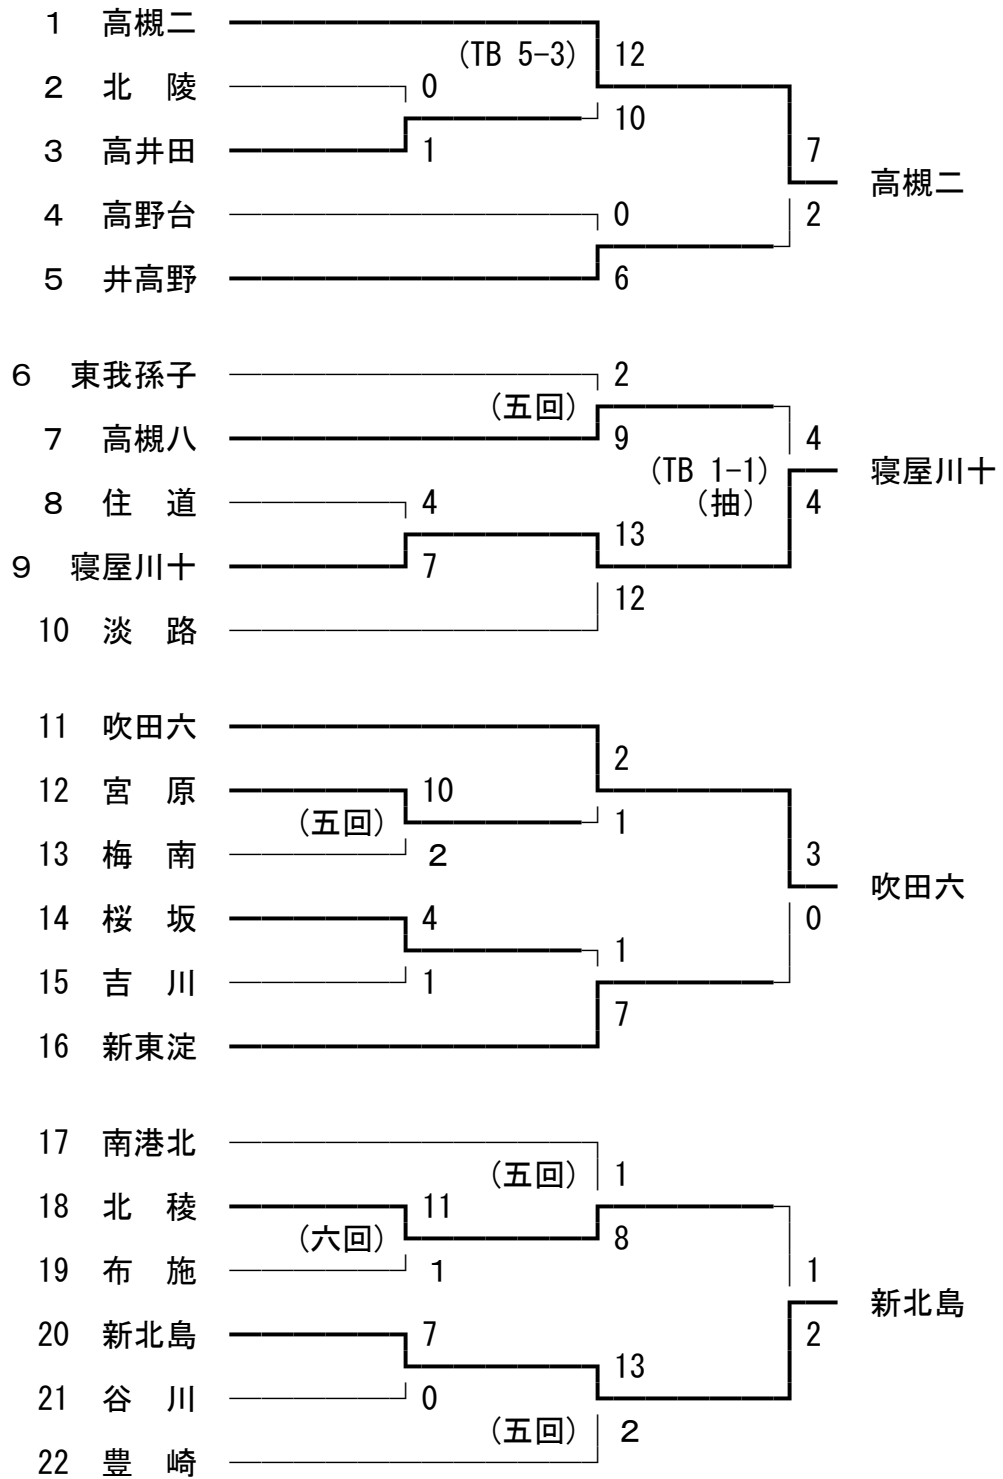 1 高槻二
(TB 5-3) 12
2 北　陵 0
10
3 高井田 1
7
高槻二
4 高野台 0 2
5 井高野 6
6 東我孫子 2
(五回)
7 高槻八 9 4
(TB 1-1) 寝屋川十
8 住　道 4 (抽) 4
13
9 寝屋川十 7
12
10 淡　路
11 吹田六
2
12 宮　原 10
(五回) 1
13 梅　南 2 3
吹田六
14 桜　坂 4 0
1
15 吉　川 1
7
16 新東淀
17 南港北
(五回) 1
18 北　稜 11
(六回) 8
19 布　施 1 1
新北島
20 新北島 7 2
13
21 谷　川 0
(五回) 2
22 豊　崎